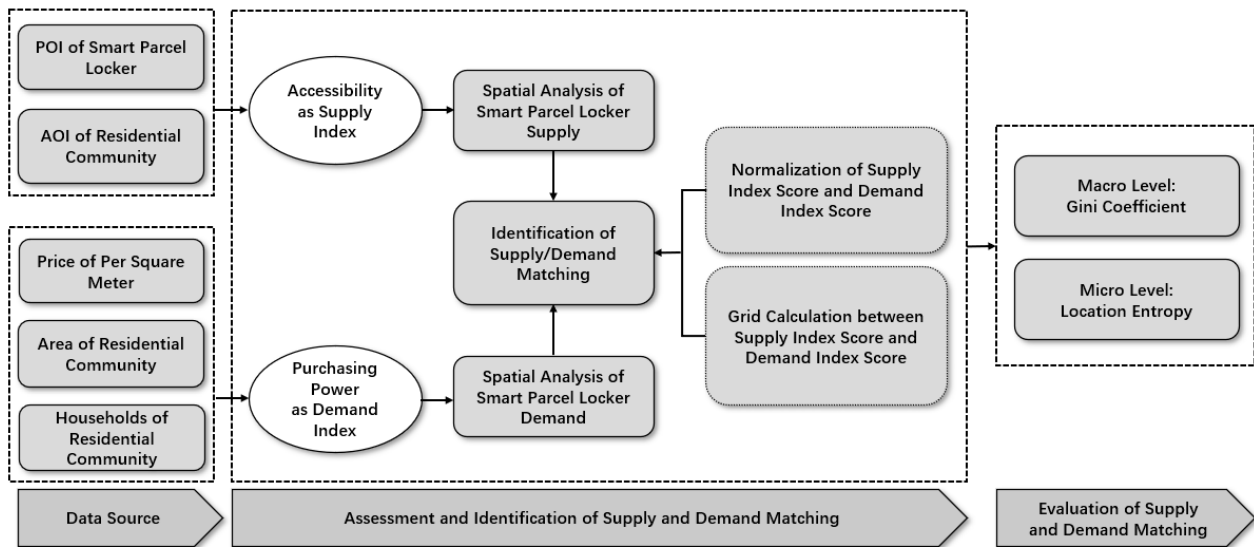 POI of Smart Parcel
Locker
AOI of Residential
Community
Price of Per Square
Meter
Area of Residential
Community
Households of
Residential
Community
Accessibility
as Supply
Index
Purchasing
Power
as Demand
Index
Spatial Analysis of
Smart Parcel Locker
Supply
Identification of
Supply/Demand
Matching
Spatial Analysis of
Smart Parcel Locker
Demand
Normalization of Supply
Index Score and Demand
Index Score
Grid Calculation between
Supply Index Score and
Demand Index Score
Macro Level:
Gini Coefficient
Micro Level:
Location Entropy
Data Source
Assessment and Identification of Supply and Demand Matching
Evaluation of Supply
and Demand Matching